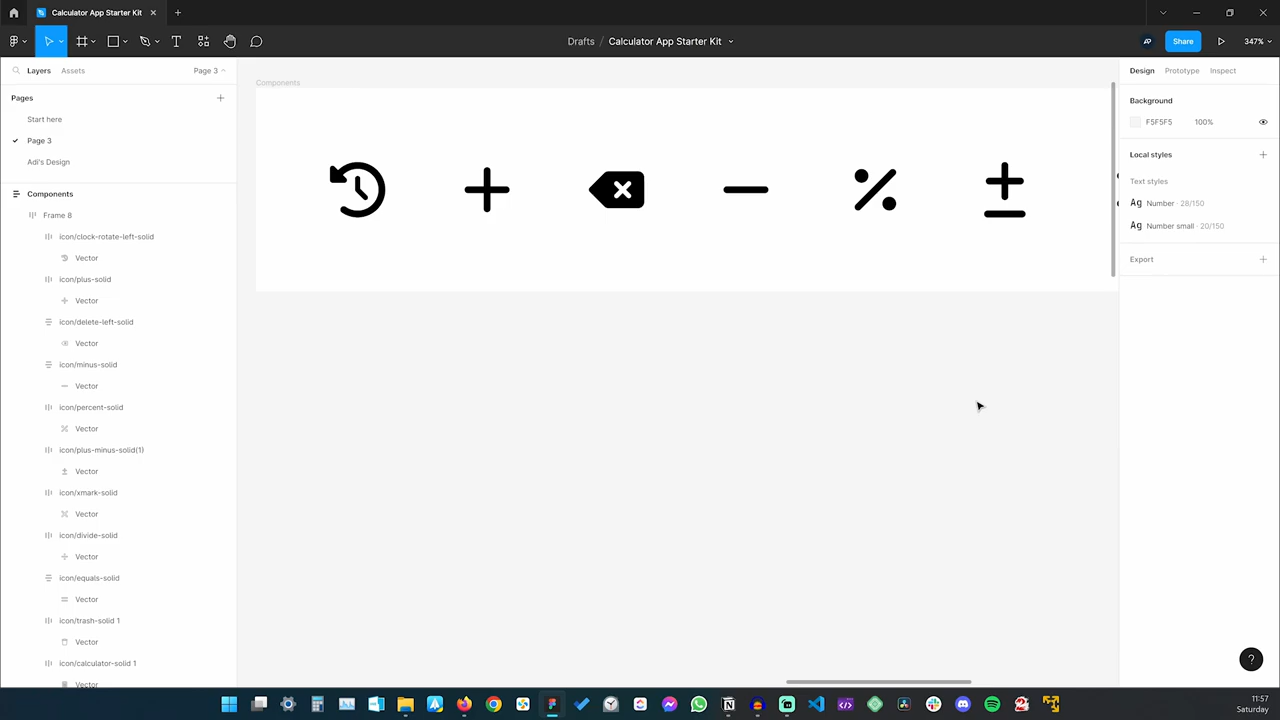 Calculator App Starter Kit
Drafts / Calculator App Starter Kit
Share
347%
Layers
Assets
Page 3
Pages
Start here
Page 3
Adi's Design
Components
Frame 8
icon/clock-rotate-left-solid
Vector
icon/plus-solid
Vector
icon/delete-left-solid
Vector
icon/minus-solid
Vector
icon/percent-solid
Vector
icon/plus-minus-solid(1)
Vector
icon/xmark-solid
Vector
icon/divide-solid
Vector
icon/equals-solid
Vector
icon/trash-solid 1
Vector
icon/calculator-solid 1
Vector
Components
Design
Prototype
Inspect
Background
F5F5F5
100%
Local styles
Text styles
Ag Number · 28/150
Ag Number small · 20/150
Export
?
11:57
Saturday